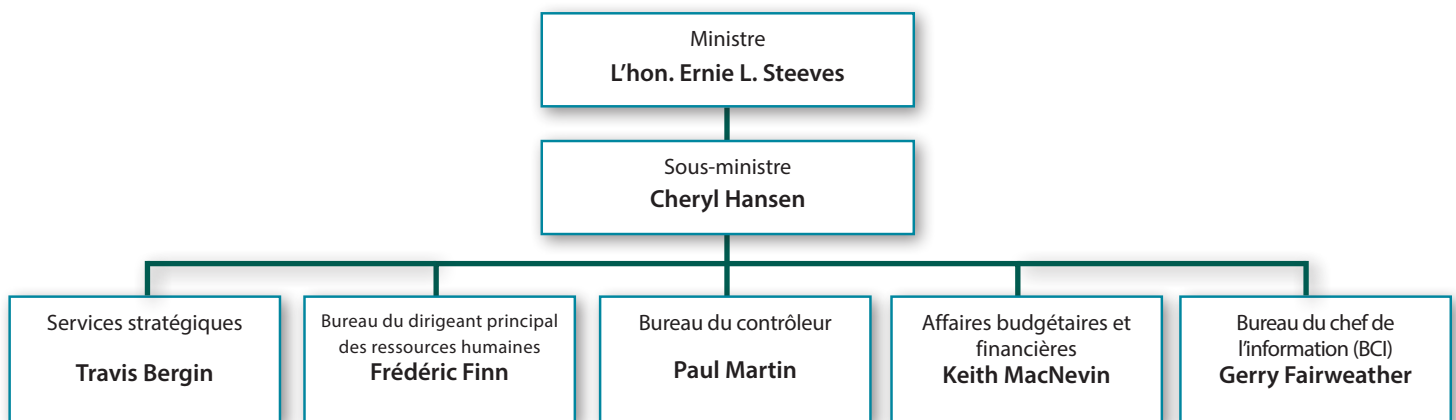 Ministre
L'hon. Ernie L. Steeves
Sous-ministre
Cheryl Hansen
Services stratégiques
Travis Bergin
Bureau du dirigeant principal
des ressources humaines
Frédéric Finn
Bureau du contrôleur
Paul Martin
Affaires budgétaires et
financières
Keith MacNevin
Bureau du chef de
l'information (BCI)
Gerry Fairweather